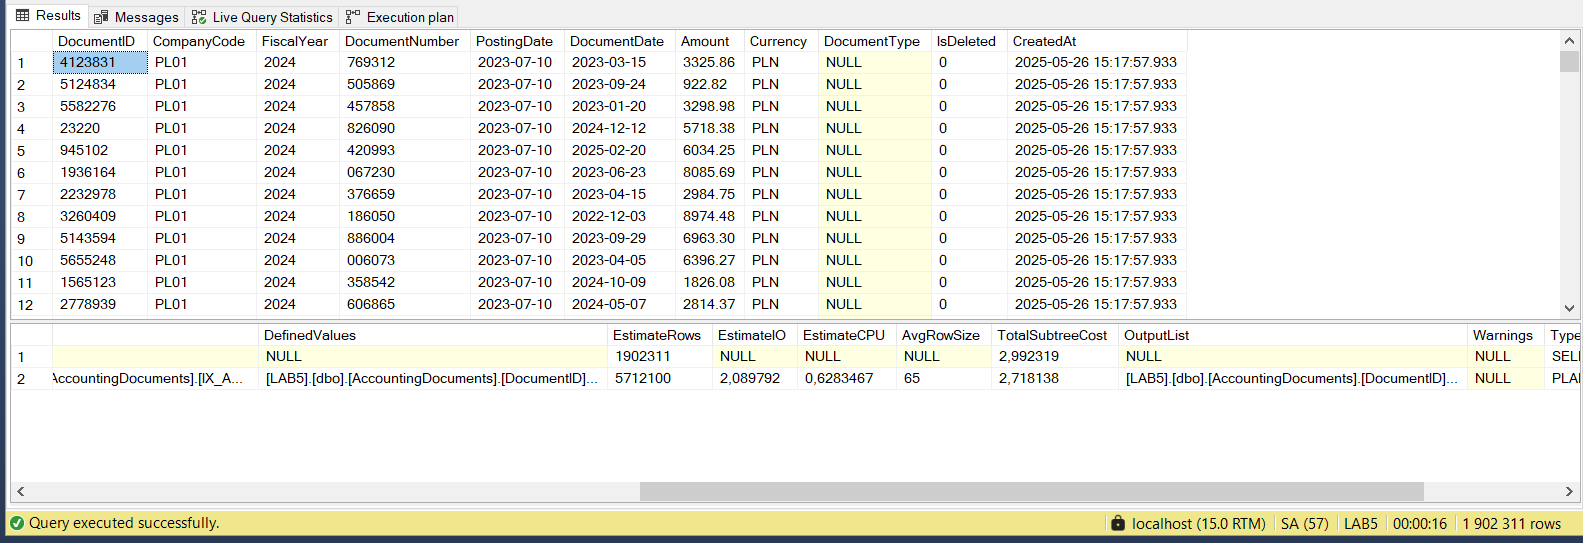 Results Messages Live Query Statistics Execution plan
DocumentID CompanyCode FiscalYear DocumentNumber PostingDate DocumentDate Amount Currency DocumentType IsDeleted CreatedAt
1 4123831 PL01 2024 769312 2023-07-10 2023-03-15 3325.86 PLN NULL 0 2025-05-26 15:17:57.933
2 5124834 PL01 2024 505869 2023-07-10 2023-09-24 922.82 PLN NULL 0 2025-05-26 15:17:57.933
3 5582276 PL01 2024 457858 2023-07-10 2023-01-20 3298.98 PLN NULL 0 2025-05-26 15:17:57.933
4 23220 PL01 2024 826090 2023-07-10 2024-12-12 5718.38 PLN NULL 0 2025-05-26 15:17:57.933
5 945102 PL01 2024 420993 2023-07-10 2025-02-20 6034.25 PLN NULL 0 2025-05-26 15:17:57.933
6 1936164 PL01 2024 067230 2023-07-10 2023-06-23 8085.69 PLN NULL 0 2025-05-26 15:17:57.933
7 2232978 PL01 2024 376659 2023-07-10 2023-04-15 2984.75 PLN NULL 0 2025-05-26 15:17:57.933
8 3260409 PL01 2024 186050 2023-07-10 2022-12-03 8974.48 PLN NULL 0 2025-05-26 15:17:57.933
9 5143594 PL01 2024 886004 2023-07-10 2023-09-29 6963.30 PLN NULL 0 2025-05-26 15:17:57.933
10 5655248 PL01 2024 006073 2023-07-10 2023-04-05 6396.27 PLN NULL 0 2025-05-26 15:17:57.933
11 1565123 PL01 2024 358542 2023-07-10 2024-10-09 1826.08 PLN NULL 0 2025-05-26 15:17:57.933
12 2778939 PL01 2024 606865 2023-07-10 2024-05-07 2814.37 PLN NULL 0 2025-05-26 15:17:57.933
DefinedValues EstimateRows EstimateIO EstimateCPU AvgRowSize TotalSubtreeCost OutputList Warnings Type
1 NULL 1902311 NULL NULL NULL 2,992319 NULL NULL SELE
2 AccountingDocuments].[IX_A... [LAB5].[dbo].[AccountingDocuments].[DocumentID]... 5712100 2,089792 0,6283467 65 2,718138 [LAB5].[dbo].[AccountingDocuments].[DocumentID]... NULL PLAN
Query executed successfully. localhost (15.0 RTM) SA (57) LAB5 00:00:16 1 902 311 rows